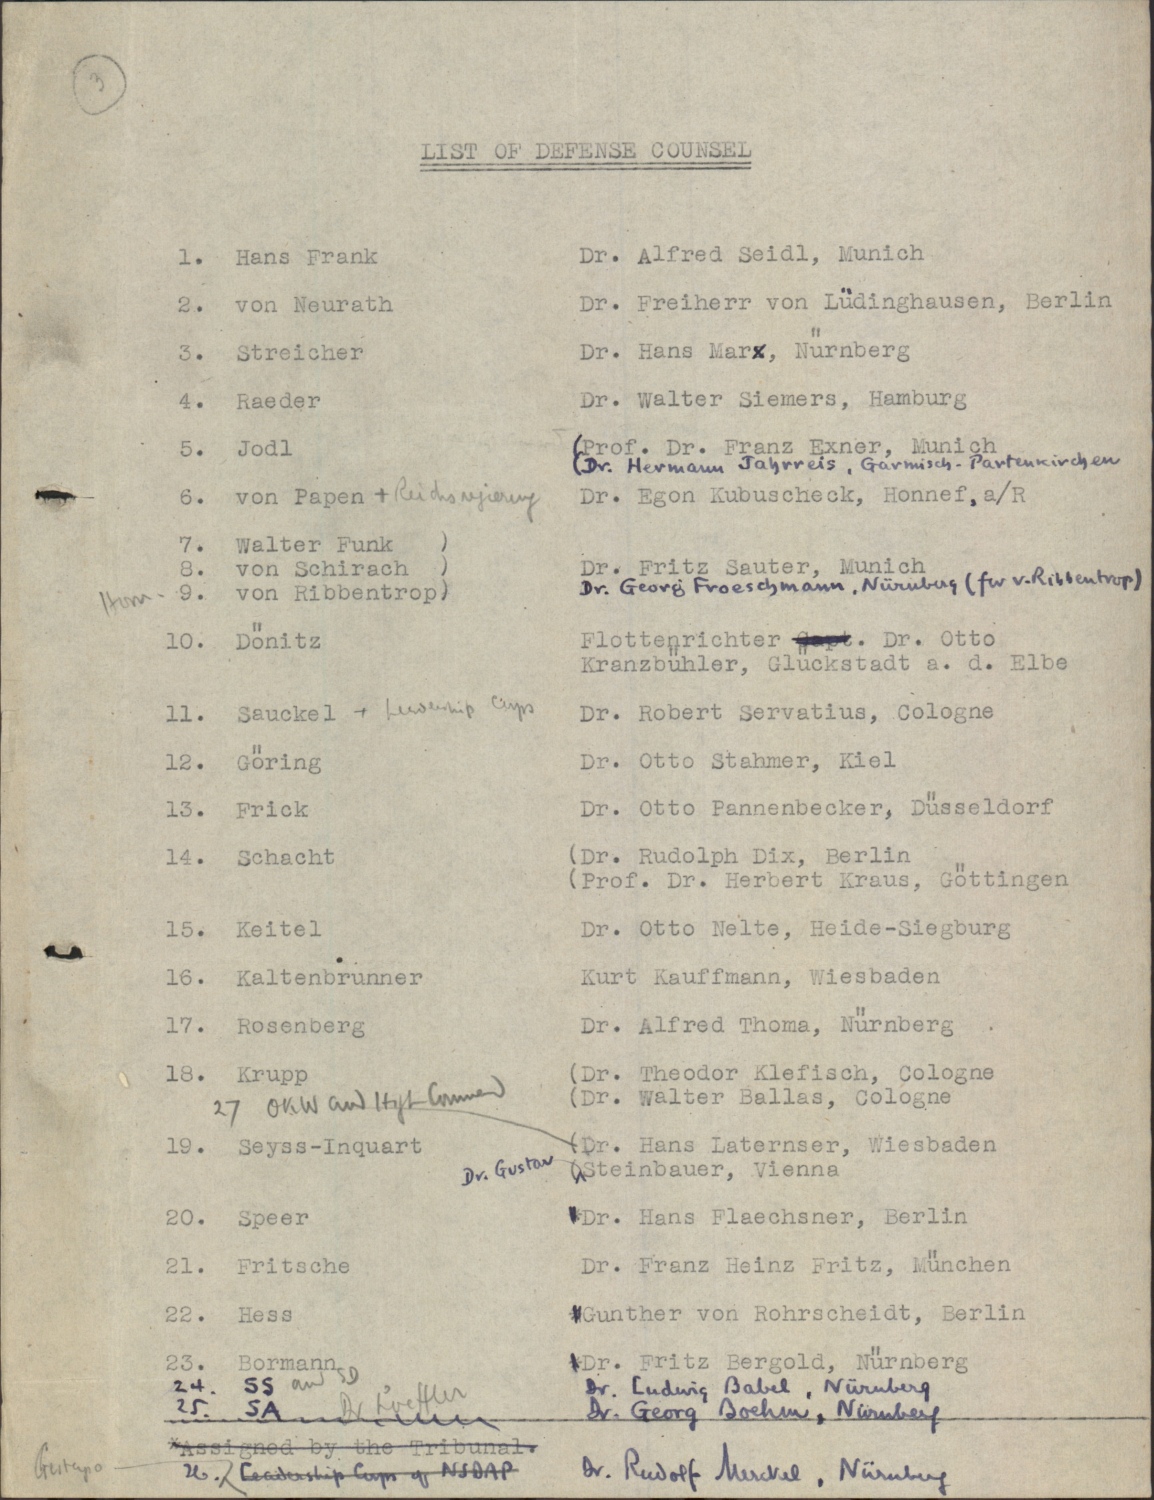 3
LIST OF DEFENSE COUNSEL
1. Hans Frank Dr. Alfred Seidl, Munich
2. von Neurath Dr. Freiherr von Lüdinghausen, Berlin
3. Streicher Dr. Hans Marx, Nürnberg
4. Raeder Dr. Walter Siemers, Hamburg
5. Jodl (Prof. Dr. Franz Exner, Munich
(Dr. Hermann Jahrreis, Garmisch-Partenkirchen
6. von Papen + Reichsregierung Dr. Egon Kubuscheck, Honnef, a/R
7. Walter Funk )
8. von Schirach ) Dr. Fritz Sauter, Munich
Horn - 9. von Ribbentrop) Dr. Georg Froeschmann, Nürnberg (for v. Ribbentrop)
10. Dönitz Flottenrichter Capt. Dr. Otto
Kranzbühler, Glückstadt a. d. Elbe
11. Sauckel + Leadership Corps Dr. Robert Servatius, Cologne
12. Göring Dr. Otto Stahmer, Kiel
13. Frick Dr. Otto Pannenbecker, Düsseldorf
14. Schacht (Dr. Rudolph Dix, Berlin
(Prof. Dr. Herbert Kraus, Göttingen
15. Keitel Dr. Otto Nelte, Heide-Siegburg
16. Kaltenbrunner Kurt Kauffmann, Wiesbaden
17. Rosenberg Dr. Alfred Thoma, Nürnberg
18. Krupp (Dr. Theodor Klefisch, Cologne
27 OKW and High Command (Dr. Walter Ballas, Cologne
19. Seyss-Inquart (Dr. Hans Laternser, Wiesbaden
Dr. Gustav (Steinbauer, Vienna
20. Speer Dr. Hans Flaechsner, Berlin
21. Fritsche Dr. Franz Heinz Fritz, München
22. Hess Gunther von Rohrscheidt, Berlin
23. Bormann Dr. Fritz Bergold, Nürnberg
24. SS and SD Dr. Ludwig Babel, Nürnberg
25. SA Dr. Loeffler Dr. Georg Boehm, Nürnberg
*Assigned by the Tribunal.
Gestapo 26. Leadership Corps of NSDAP Dr. Rudolf Merckel, Nürnberg